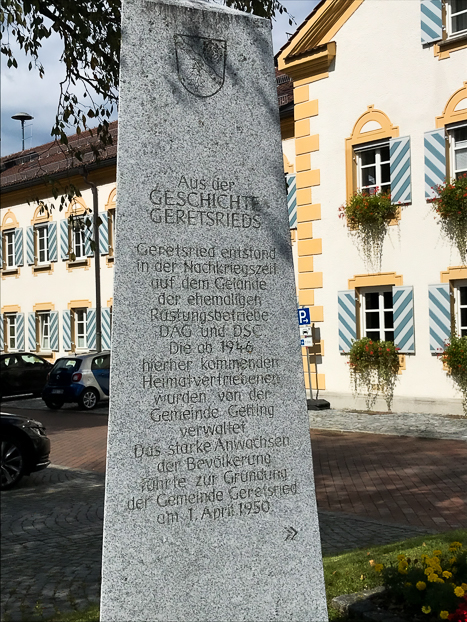 Aus der
GESCHICHTE
GERETSRIEDS
Geretsried entstand
in der Nachkriegszeit
auf dem Gelände
der ehemaligen
Rüstungsbetriebe
DAG und DSC.
Die ab 1946
hierher kommenden
Heimatvertriebenen
wurden von der
Gemeinde Gelting
verwaltet.
Das starke Anwachsen
der Bevölkerung
führte zur Gründung
der Gemeinde Geretsried
am 1. April 1950.
P